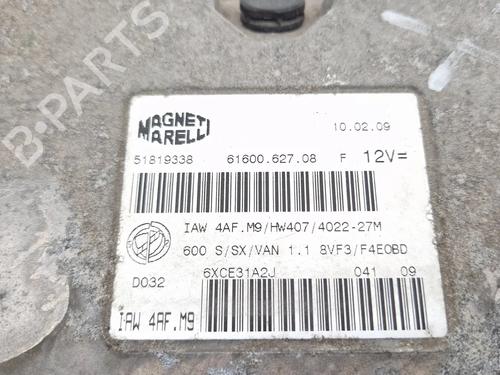 B-PARTS
MAGNETI MARELLI
10.02.09
51819338 61600.627.08 F 12V=
IAW 4AF.M9/HW407/4022-27M
600 S/SX/VAN 1.1 8VF3/F4EOBD
D032 6XCE31A2J 041 09
IAW 4AF.M9